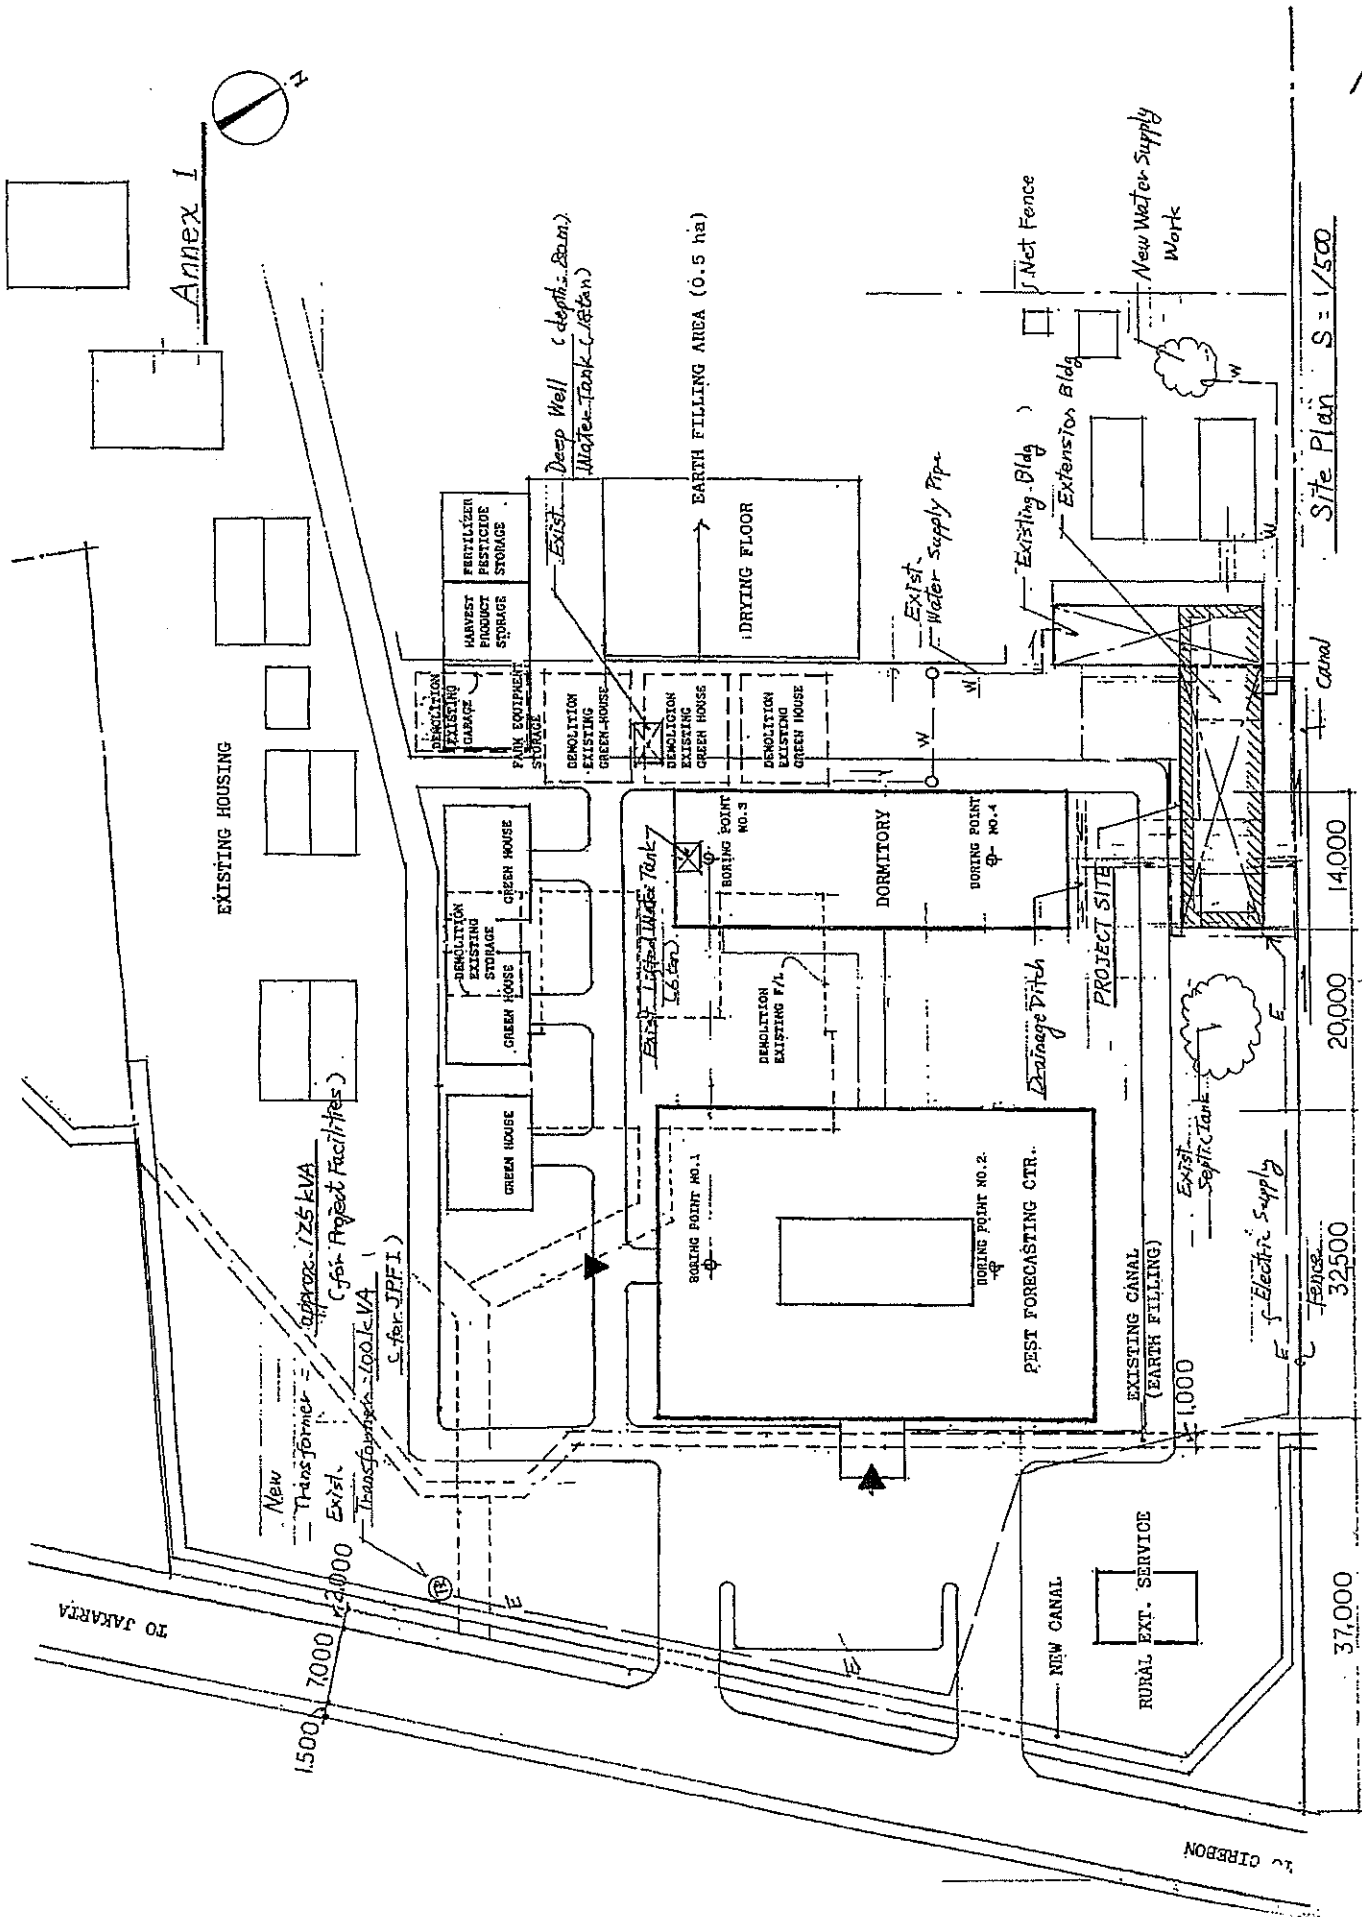 Annex 1
N
EXISTING HOUSING
New
Transformer = approx. 125 kVA
(for Project Facilities)
Exist.
Transformer = 100 kVA
(for JPFI)
TR
TO JAKARTA
1,500
7,000
2,000
FERTILIZER
PESTICIDE
STORAGE
HARVEST
PRODUCT
STORAGE
DEMOLITION
EXISTING
GARAGE
FARM EQUIPMENT
STORAGE
Exist. Deep Well (depth: 80m.)
Water Tank
EARTH FILLING AREA (0.5 ha)
DRYING FLOOR
DEMOLITION
EXISTING
GREEN-HOUSE
DEMOLIGION
EXISTING
GREEN HOUSE
DEMOLITION
EXISTING
GREEN HOUSE
GREEN HOUSE
DEMOLITION
EXISTING
STORAGE
GREEN HOUSE
GREEN HOUSE
Exist. Lifted Water Tank
(6 ton)
BORING POINT
NO.3
DORMITORY
BORING POINT
NO.4
DEMOLITION
EXISTING F/L
BORING POINT NO.1
BORING POINT NO.2
PEST FORECASTING CTR.
Exist.
Water Supply Pipe
W
W
Net Fence
New Water Supply
Work
W
W
Existing Bldg
Extension Bldg
E
Drainage Ditch
PROJECT SITE
EXISTING CANAL
(EARTH FILLING)
1,000
Exist.
Septic Tank
E
Electric Supply
E
Fence
Canal
E
E
NEW CANAL
RURAL EXT. SERVICE
TO CIREBON
37,000
32,500
20,000
14,000
Site Plan S = 1/500